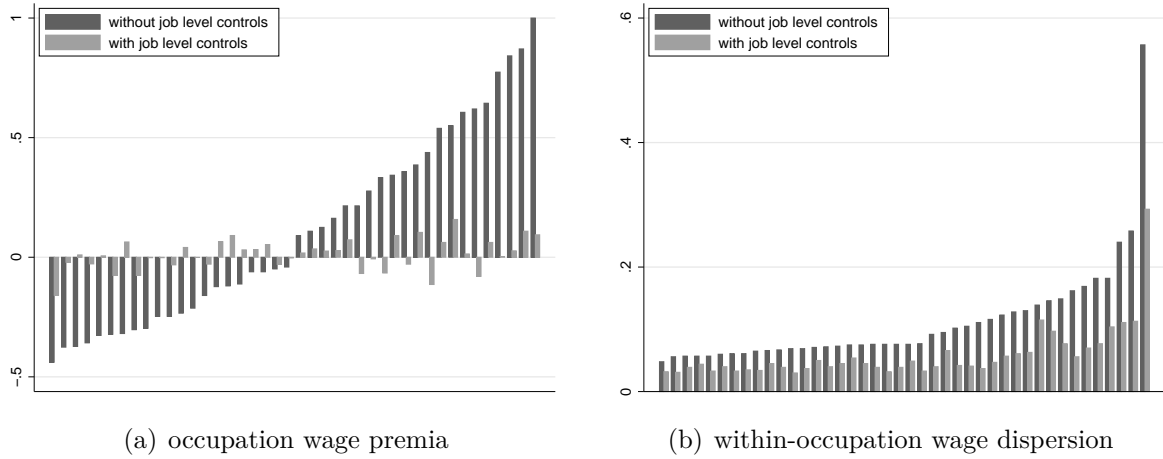 without job level controls
with job level controls
1
.5
0
-.5
(a) occupation wage premia
without job level controls
with job level controls
.6
.4
.2
0
(b) within-occupation wage dispersion